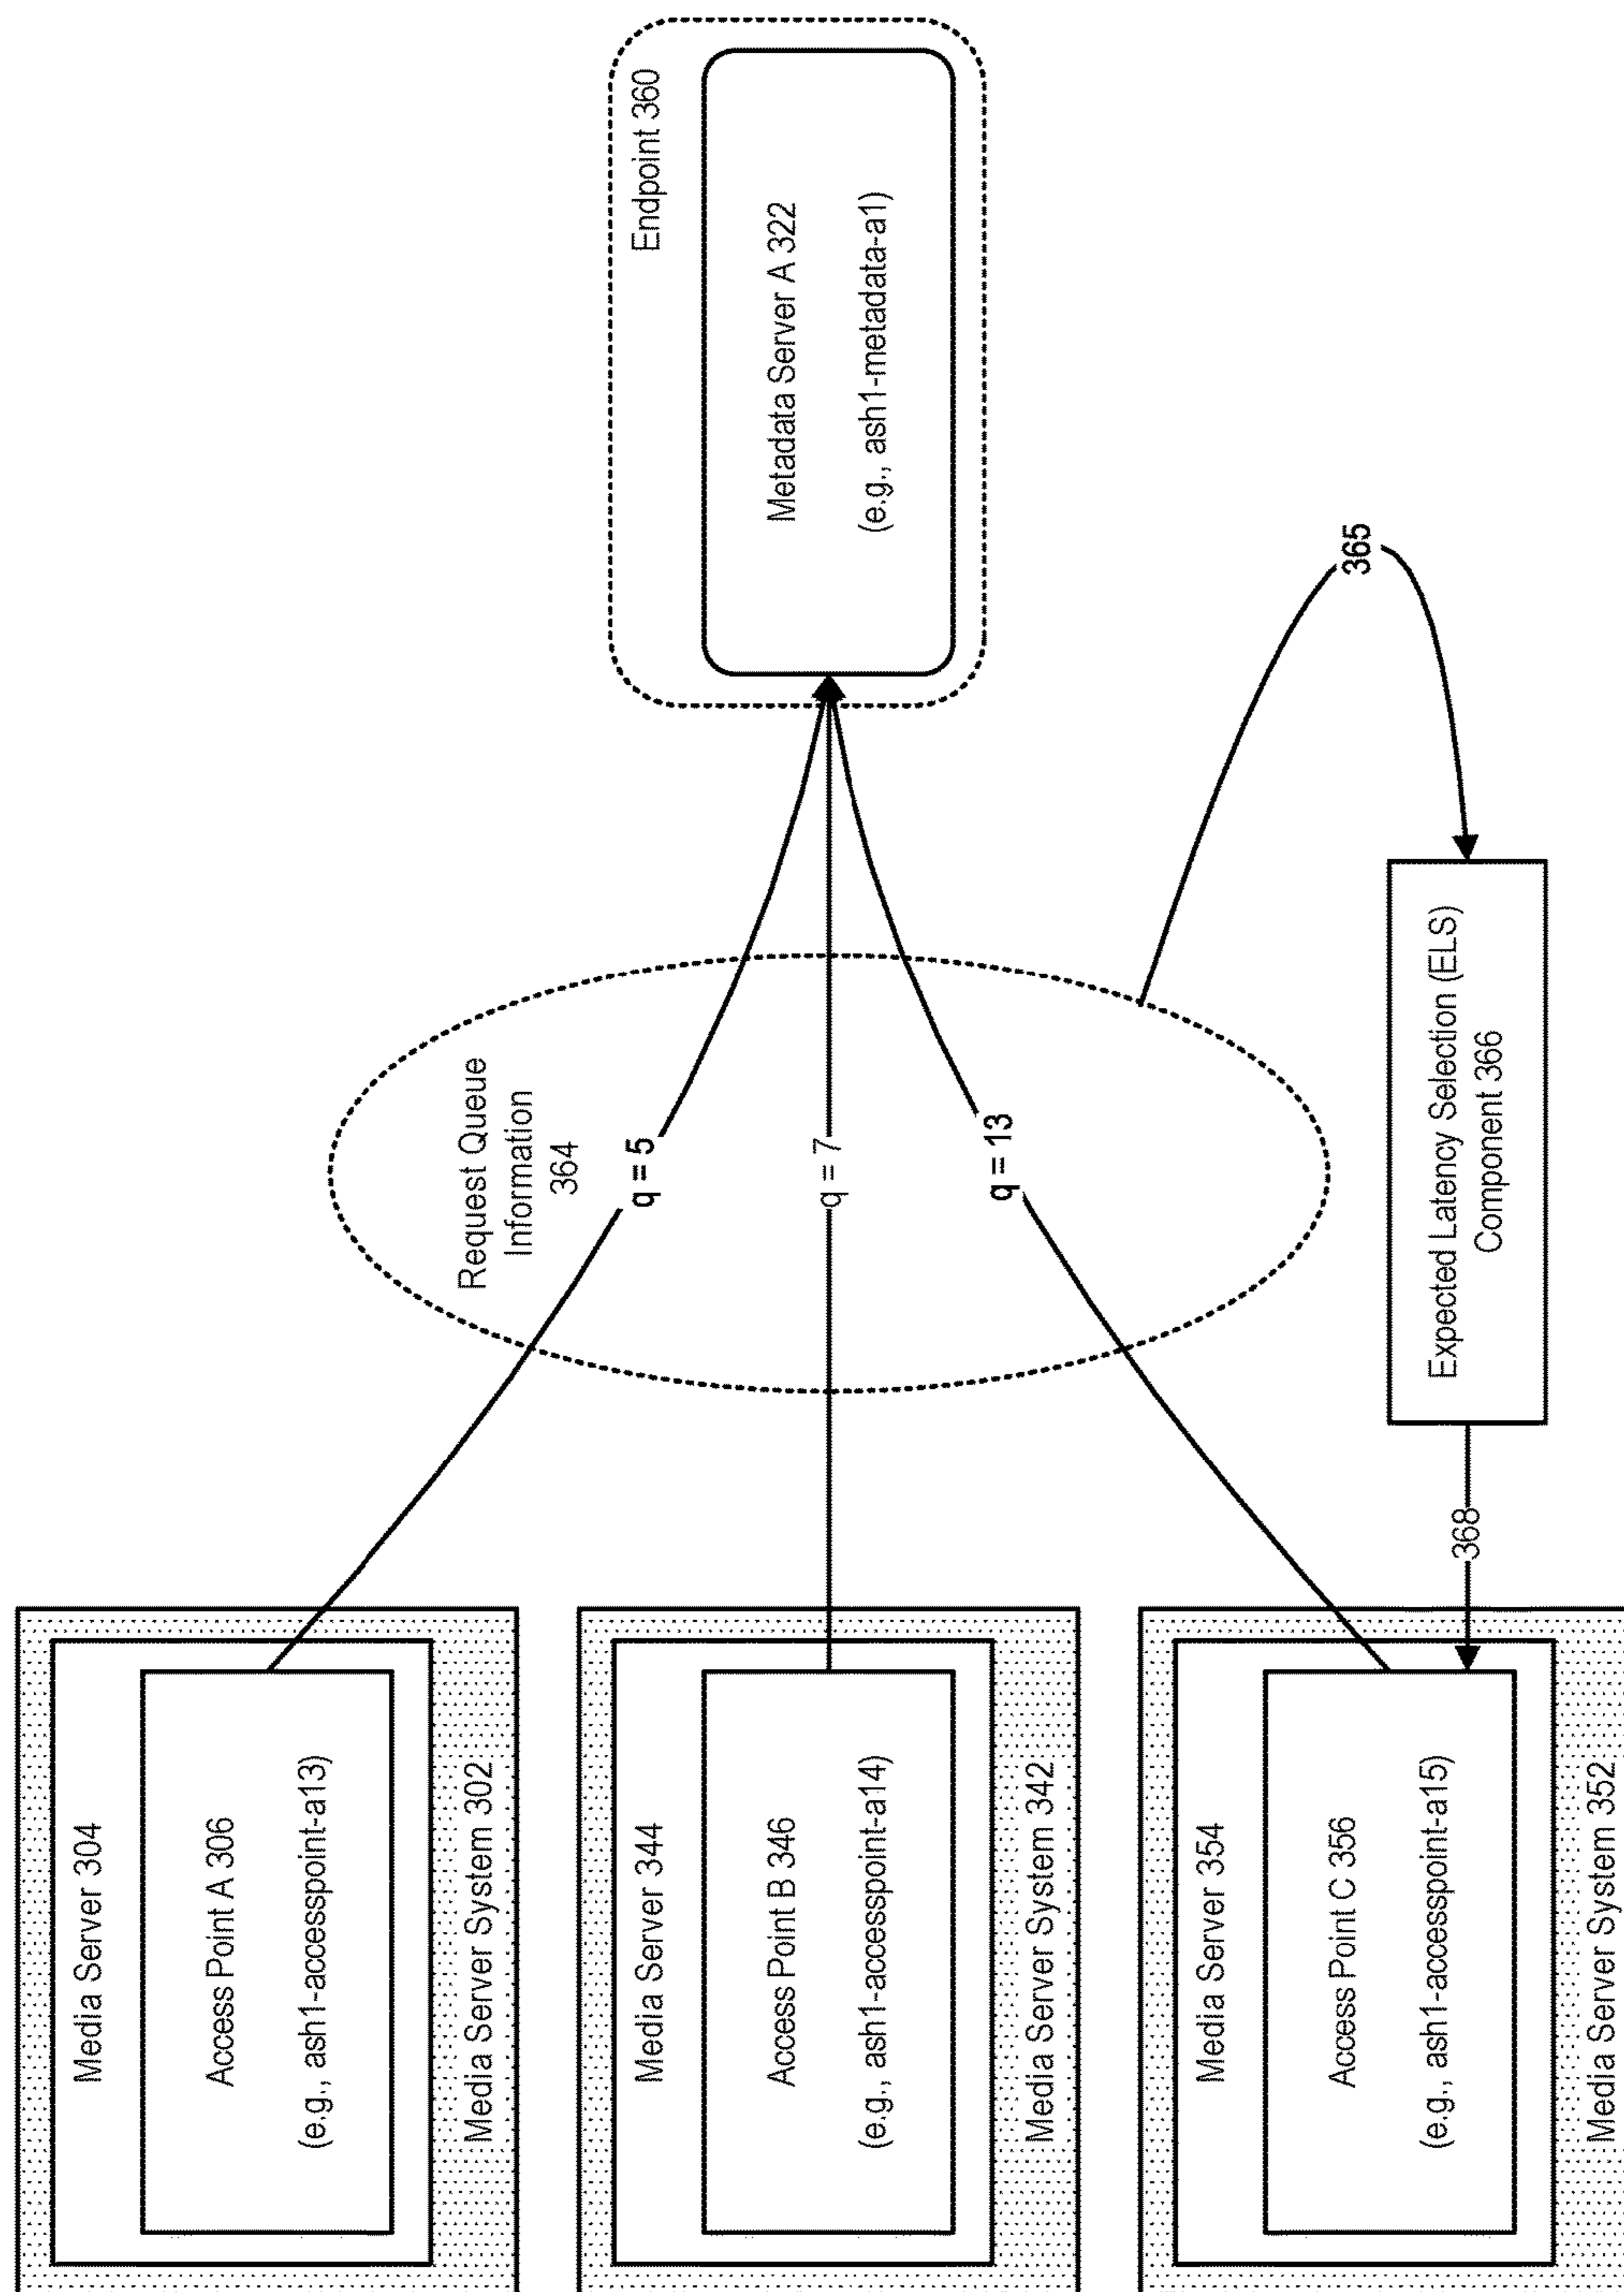 Media Server 304
Access Point A 306
(e.g., ash1-accesspoint-a13)
Media Server System 302
Media Server 344
Access Point B 346
(e.g., ash1-accesspoint-a14)
Media Server System 342
Media Server 354
Access Point C 356
(e.g., ash1-accesspoint-a15)
Media Server System 352
Request Queue
Information
364
q = 5
q = 7
q = 13
Endpoint 360
Metadata Server A 322
(e.g., ash1-metadata-a1)
365
Expected Latency Selection (ELS)
Component 366
368